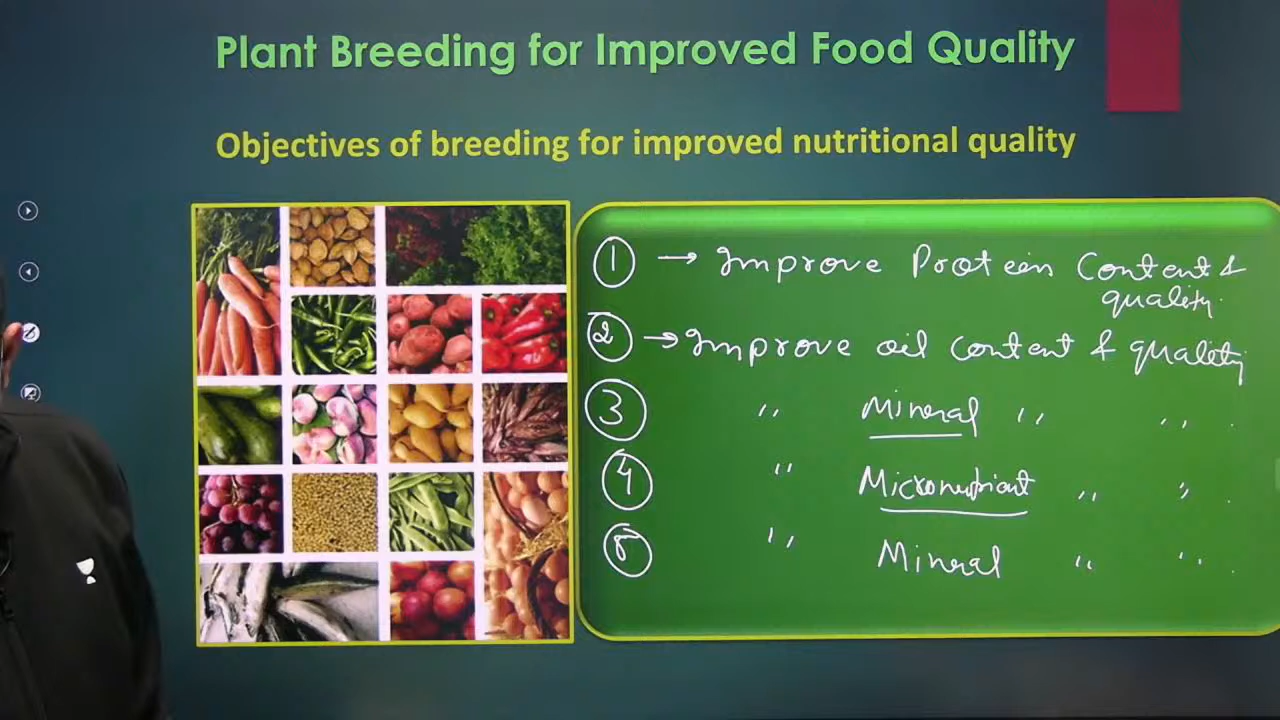 Plant Breeding for Improved Food Quality
Objectives of breeding for improved nutritional quality
1 → Improve Protein Content &
quality.
2 → Improve oil content & quality
3 " Mineral " " .
4 " Micronutrient " " .
5 " Mineral " " .